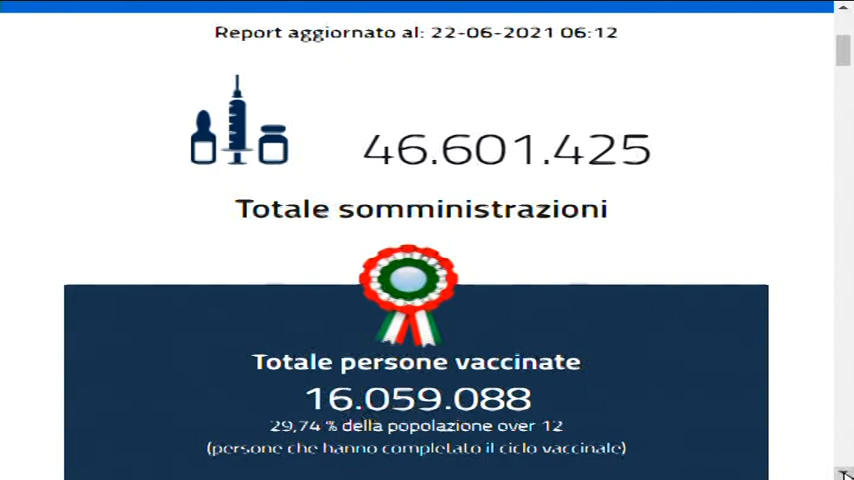 Report aggiornato al: 22-06-2021 06:12
46.601.425
Totale somministrazioni
Totale persone vaccinate
16.059.088
29,74 % della popolazione over 12
(persone che hanno completato il ciclo vaccinale)